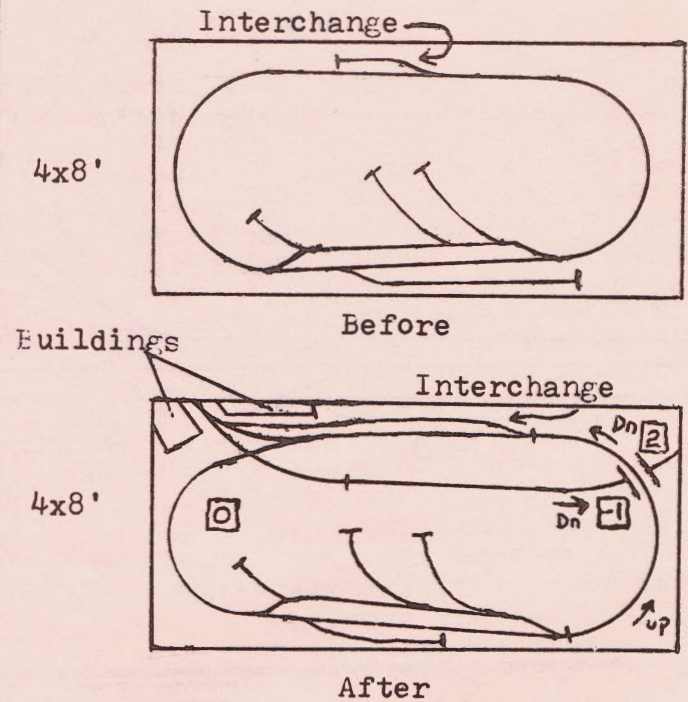 Interchange
4x8'
Before
Buildings
Interchange
Dn 2
4x8'
0
Dn -1
up
After